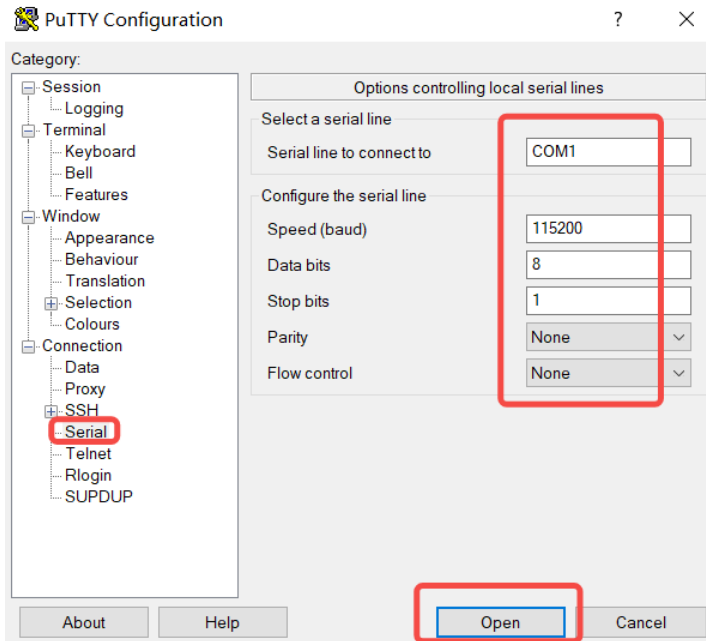 PuTTY Configuration
?
Category:
Session
Logging
Terminal
Keyboard
Bell
Features
Window
Appearance
Behaviour
Translation
Selection
Colours
Connection
Data
Proxy
SSH
Serial
Telnet
Rlogin
SUPDUP
Options controlling local serial lines
Select a serial line
Serial line to connect to COM1
Configure the serial line
Speed (baud) 115200
Data bits 8
Stop bits 1
Parity None
Flow control None
About Help Open Cancel